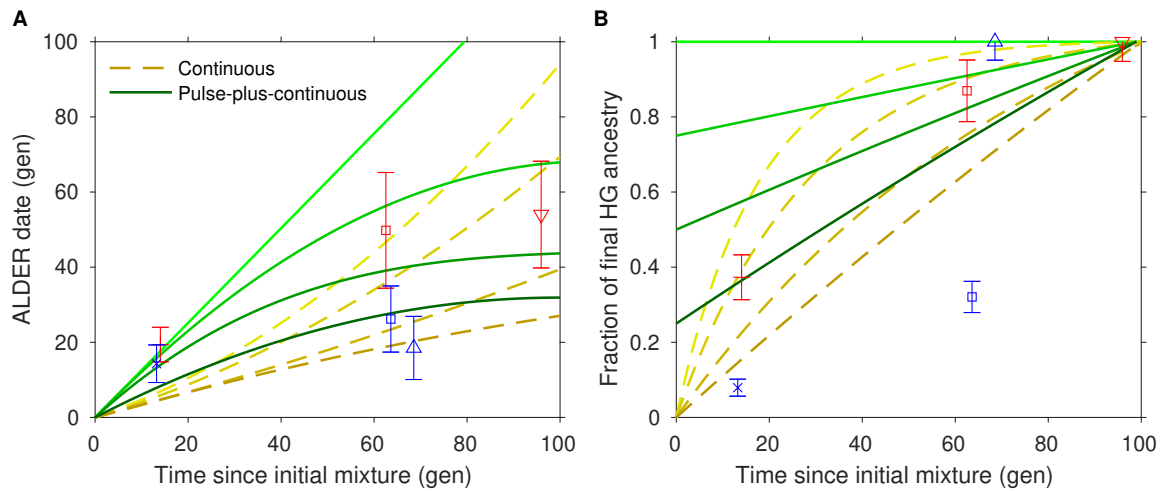 A
100
80
60
40
20
0
ALDER date (gen)
Continuous
Pulse-plus-continuous
0 20 40 60 80 100
Time since initial mixture (gen)
B
1
0.8
0.6
0.4
0.2
0
Fraction of final HG ancestry
0 20 40 60 80 100
Time since initial mixture (gen)